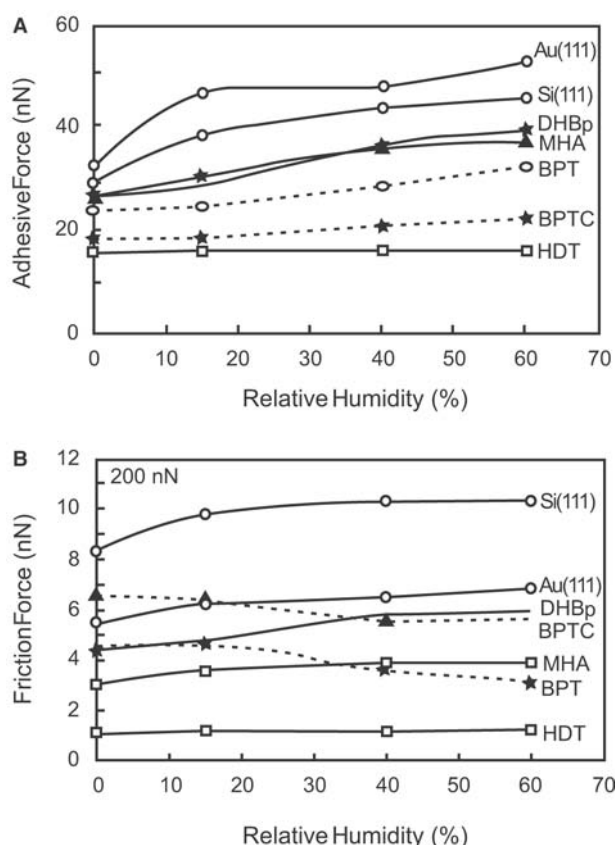 A
60
40
20
0
Adhesive Force (nN)
Au(111)
Si(111)
DHBp
MHA
BPT
BPTC
HDT
0 10 20 30 40 50 60 70
Relative Humidity (%)
B
12
10
8
6
4
2
0
Friction Force (nN)
200 nN
Si(111)
Au(111)
DHBp
BPTC
MHA
BPT
HDT
0 10 20 30 40 50 60 70
Relative Humidity (%)